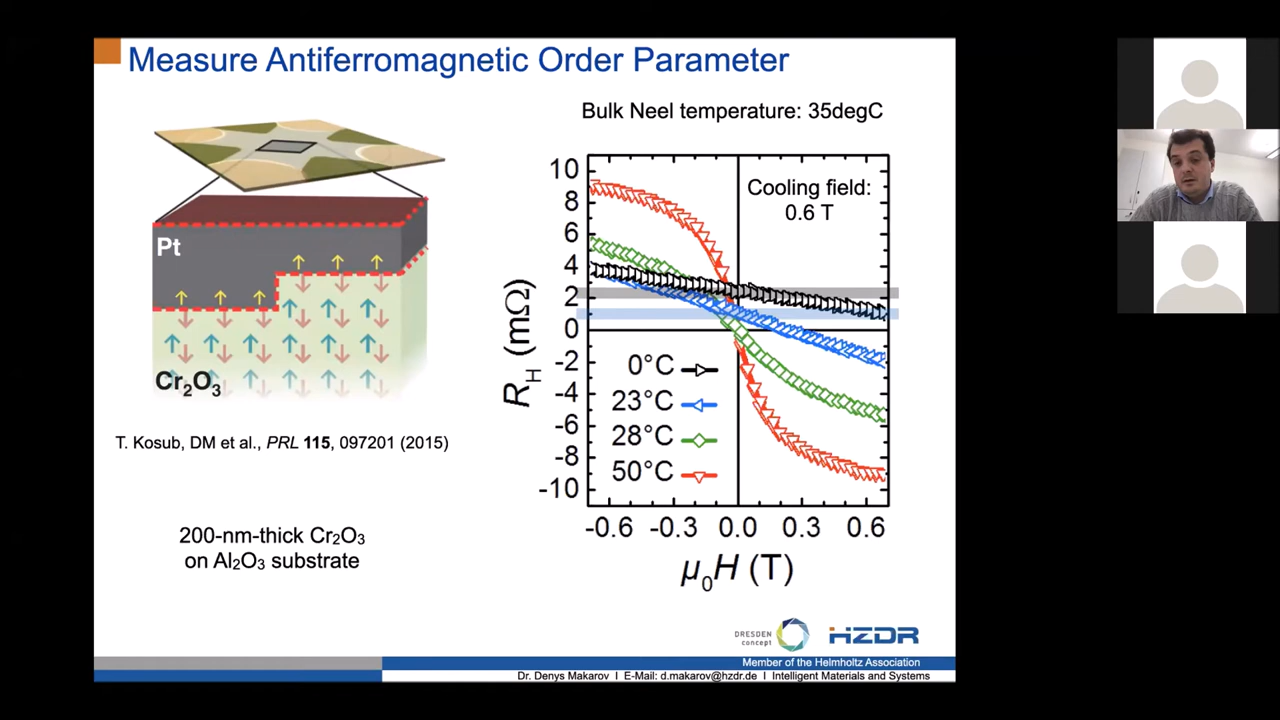 Measure Antiferromagnetic Order Parameter
Bulk Neel temperature: 35degC
Pt
Cr₂O₃
T. Kosub, DM et al., PRL 115, 097201 (2015)
200-nm-thick Cr₂O₃
on Al₂O₃ substrate
Cooling field:
0.6 T
10
8
6
4
2
0
-2
-4
-6
-8
-10
R_H (mΩ)
0°C
23°C
28°C
50°C
-0.6 -0.3 0.0 0.3 0.6
μ₀H (T)
DRESDEN
concept
HZDR
Member of the Helmholtz Association
Dr. Denys Makarov I E-Mail: d.makarov@hzdr.de I Intelligent Materials and Systems